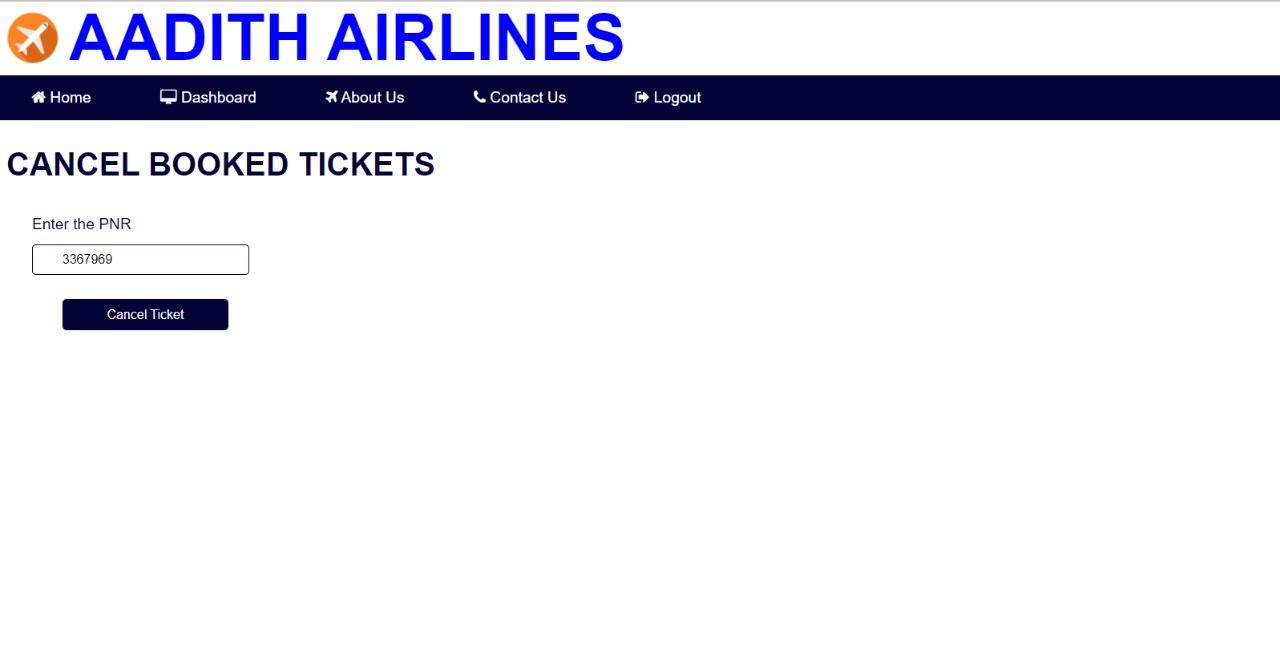 AADITH AIRLINES
Home Dashboard About Us Contact Us Logout
CANCEL BOOKED TICKETS
Enter the PNR
3367969
Cancel Ticket